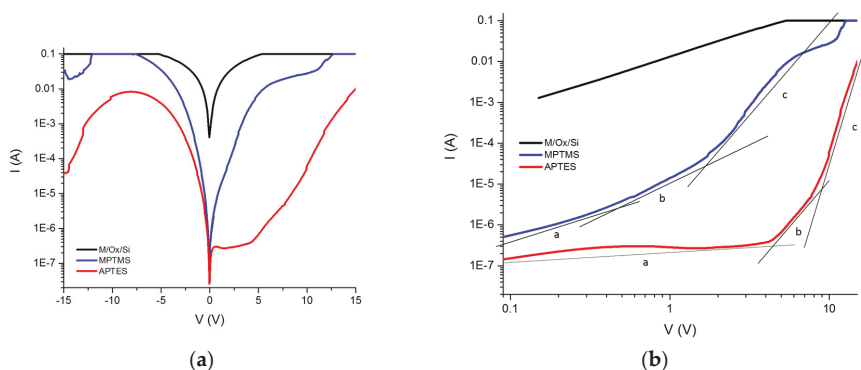 I (A)
0.1
0.01
1E-3
1E-4
1E-5
1E-6
1E-7
M/Ox/Si
MPTMS
APTES
-15 -10 -5 0 5 10 15
V (V)
(a)
I (A)
0.1
0.01
1E-3
1E-4
1E-5
1E-6
1E-7
M/Ox/Si
MPTMS
APTES
c
c
b
a
b
a
0.1 1 10
V (V)
(b)